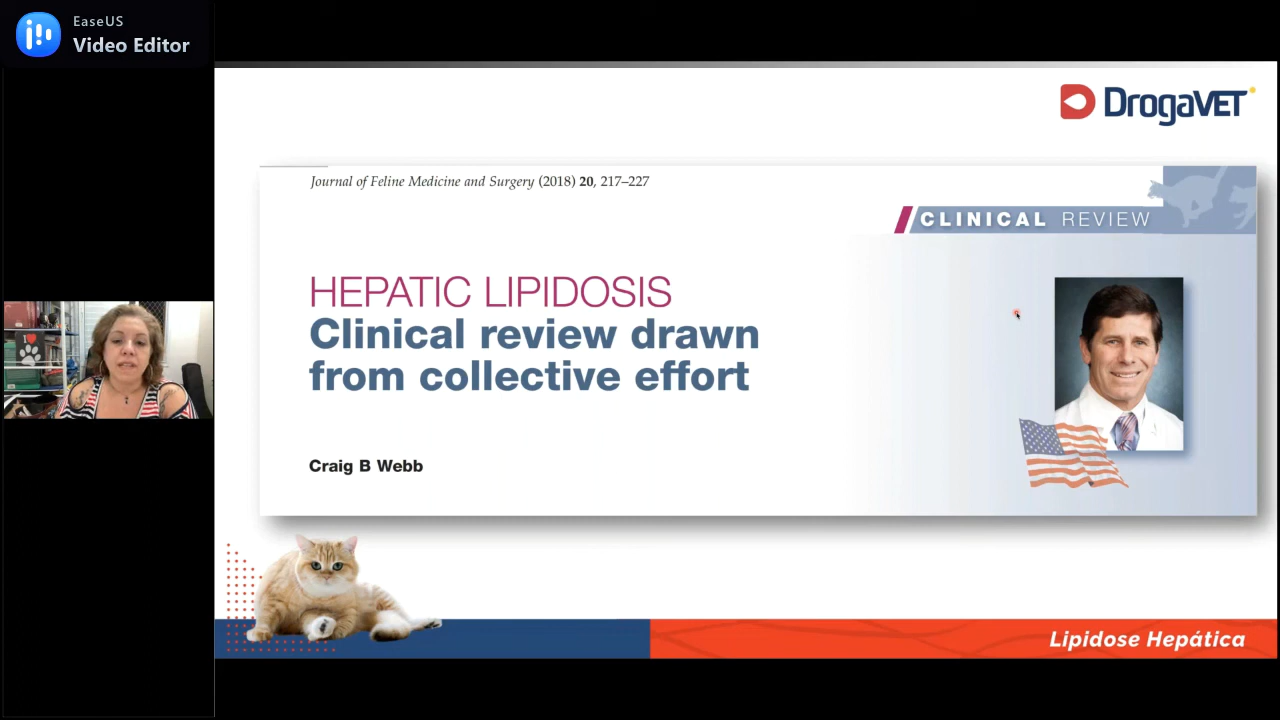 EaseUS
Video Editor
DrogaVET
Journal of Feline Medicine and Surgery (2018) 20, 217–227
CLINICAL REVIEW
HEPATIC LIPIDOSIS
Clinical review drawn
from collective effort
Craig B Webb
I
Lipidose Hepática